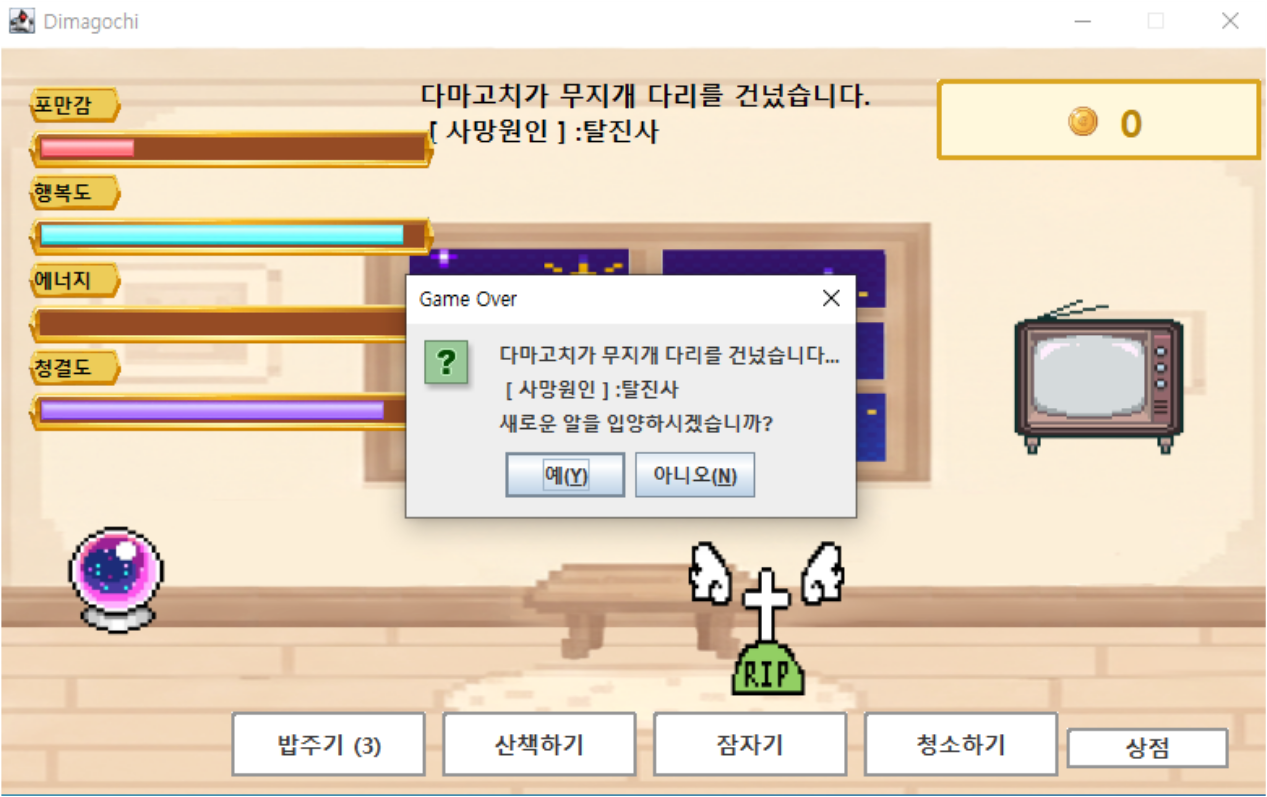 Dimagochi
포만감
다마고치가 무지개 다리를 건넜습니다.
[ 사망원인 ] :탈진사
0
행복도
에너지
청결도
Game Over
?
다마고치가 무지개 다리를 건넜습니다...
[ 사망원인 ] :탈진사
새로운 알을 입양하시겠습니까?
예(Y)
아니오(N)
RIP
밥주기 (3)
산책하기
잠자기
청소하기
상점